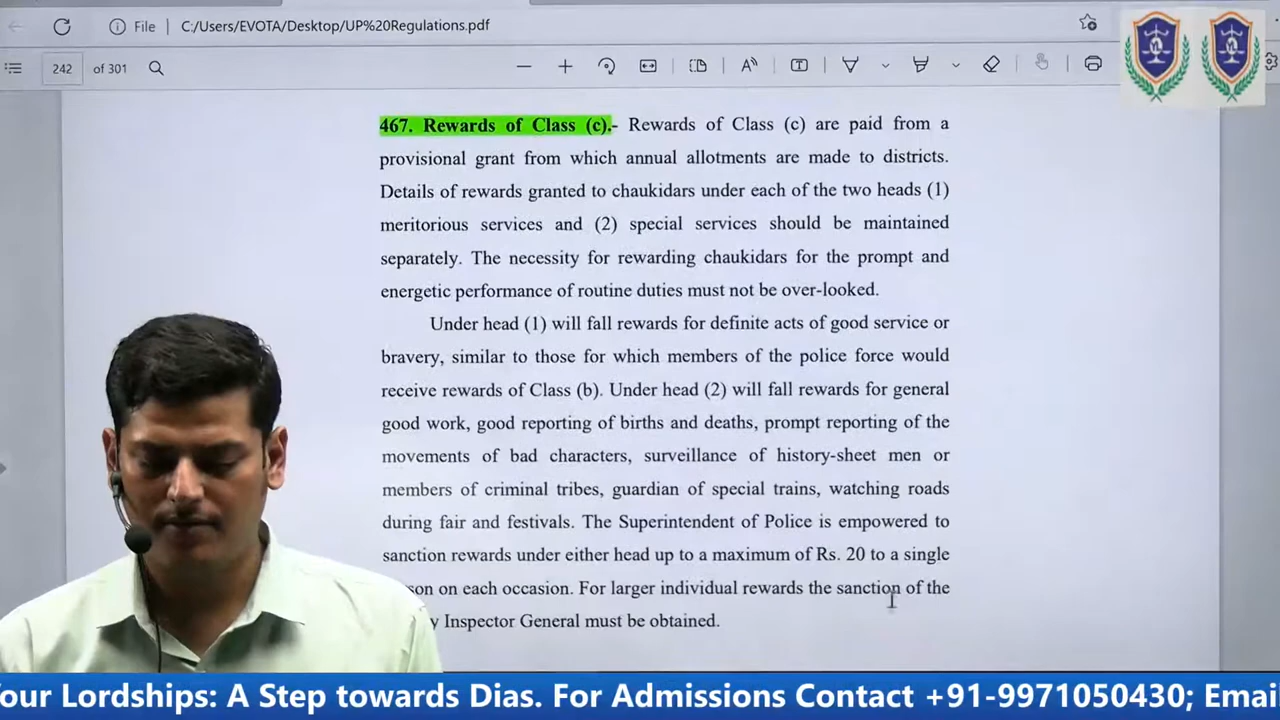 File | C:/Users/EVOTA/Desktop/UP%20Regulations.pdf
242 of 301
467. Rewards of Class (c).- Rewards of Class (c) are paid from a
provisional grant from which annual allotments are made to districts.
Details of rewards granted to chaukidars under each of the two heads (1)
meritorious services and (2) special services should be maintained
separately. The necessity for rewarding chaukidars for the prompt and
energetic performance of routine duties must not be over-looked.
Under head (1) will fall rewards for definite acts of good service or
bravery, similar to those for which members of the police force would
receive rewards of Class (b). Under head (2) will fall rewards for general
good work, good reporting of births and deaths, prompt reporting of the
movements of bad characters, surveillance of history-sheet men or
members of criminal tribes, guardian of special trains, watching roads
during fair and festivals. The Superintendent of Police is empowered to
sanction rewards under either head up to a maximum of Rs. 20 to a single
son on each occasion. For larger individual rewards the sanction of the
y Inspector General must be obtained.
Your Lordships: A Step towards Dias. For Admissions Contact +91-9971050430; Email